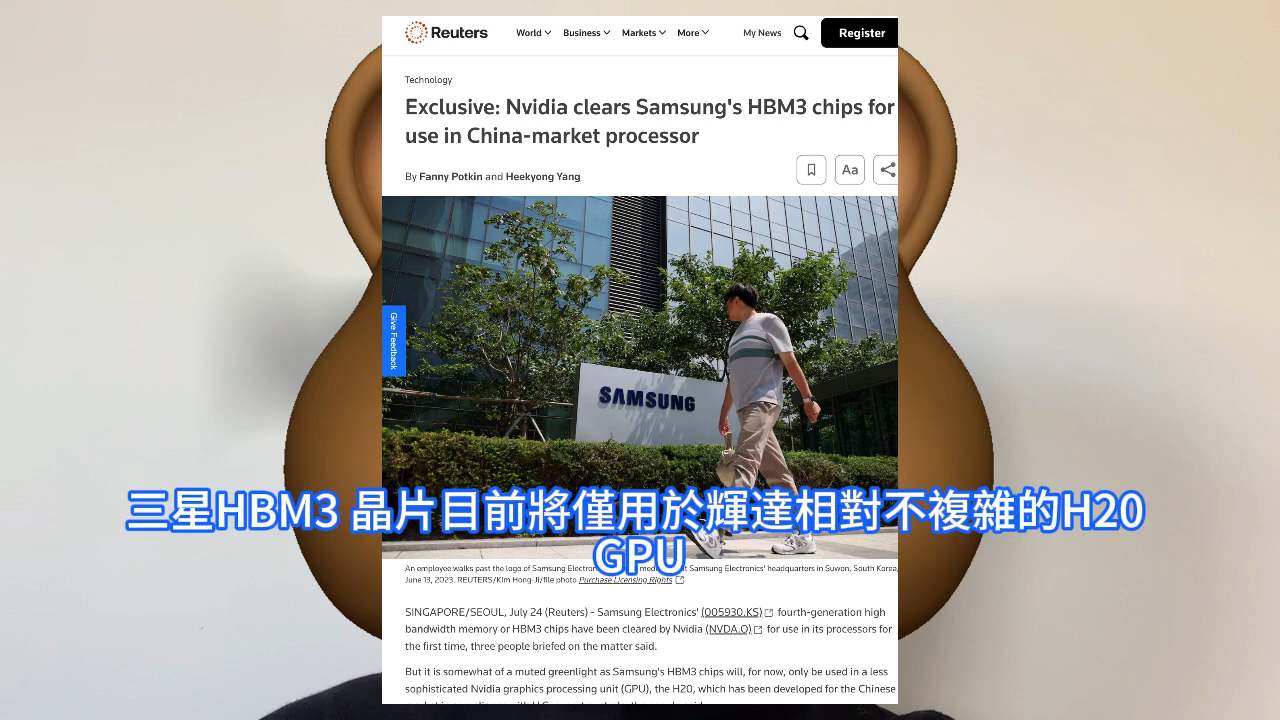 Reuters World Business Markets More My News Register
Technology
Exclusive: Nvidia clears Samsung's HBM3 chips for
use in China-market processor
Aa
By Fanny Potkin and Heekyong Yang
Give Feedback
SAMSUNG
三星HBM3 晶片目前將僅用於輝達相對不複雜的H20
GPU
An employee walks past the logo of Samsung Electron
Samsung Electronics' headquarters in Suwon, South Korea,
June 13, 2023. REUTERS/Kim Hong-Ji/file photo Purchase Licensing Rights
SINGAPORE/SEOUL, July 24 (Reuters) - Samsung Electronics' (005930.KS) fourth-generation high
bandwidth memory or HBM3 chips have been cleared by Nvidia (NVDA.O) for use in its processors for
the first time, three people briefed on the matter said.
But it is somewhat of a muted greenlight as Samsung's HBM3 chips will, for now, only be used in a less
sophisticated Nvidia graphics processing unit (GPU), the H20, which has been developed for the Chinese